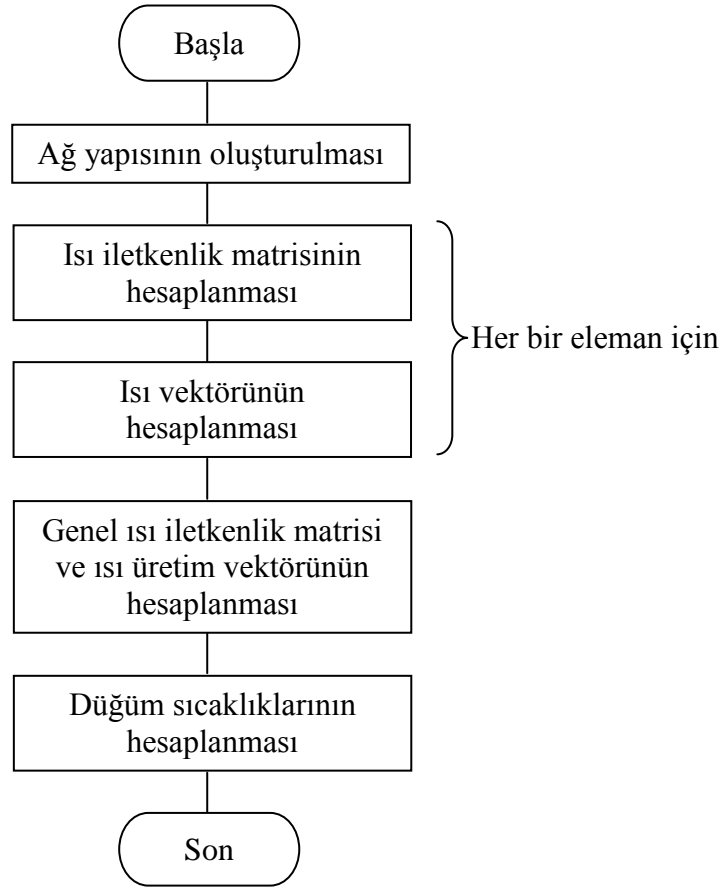 Başla
Ağ yapısının oluşturulması
Isı iletkenlik matrisinin
hesaplanması
Her bir eleman için
Isı vektörünün
hesaplanması
Genel ısı iletkenlik matrisi
ve ısı üretim vektörünün
hesaplanması
Düğüm sıcaklıklarının
hesaplanması
Son